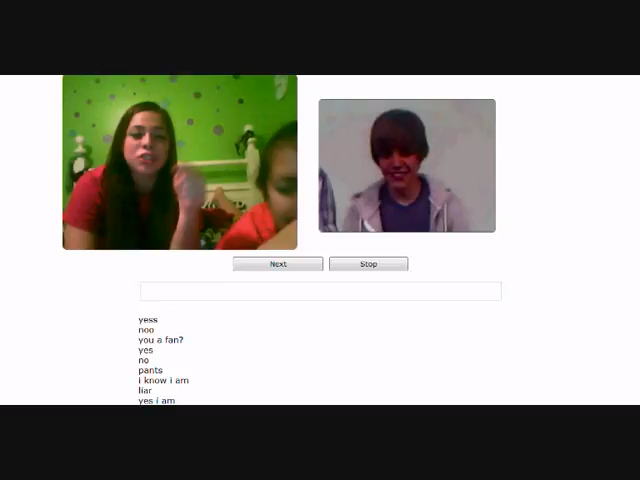 Next Stop
yess
noo
you a fan?
yes
no
pants
i know i am
liar
yes i am